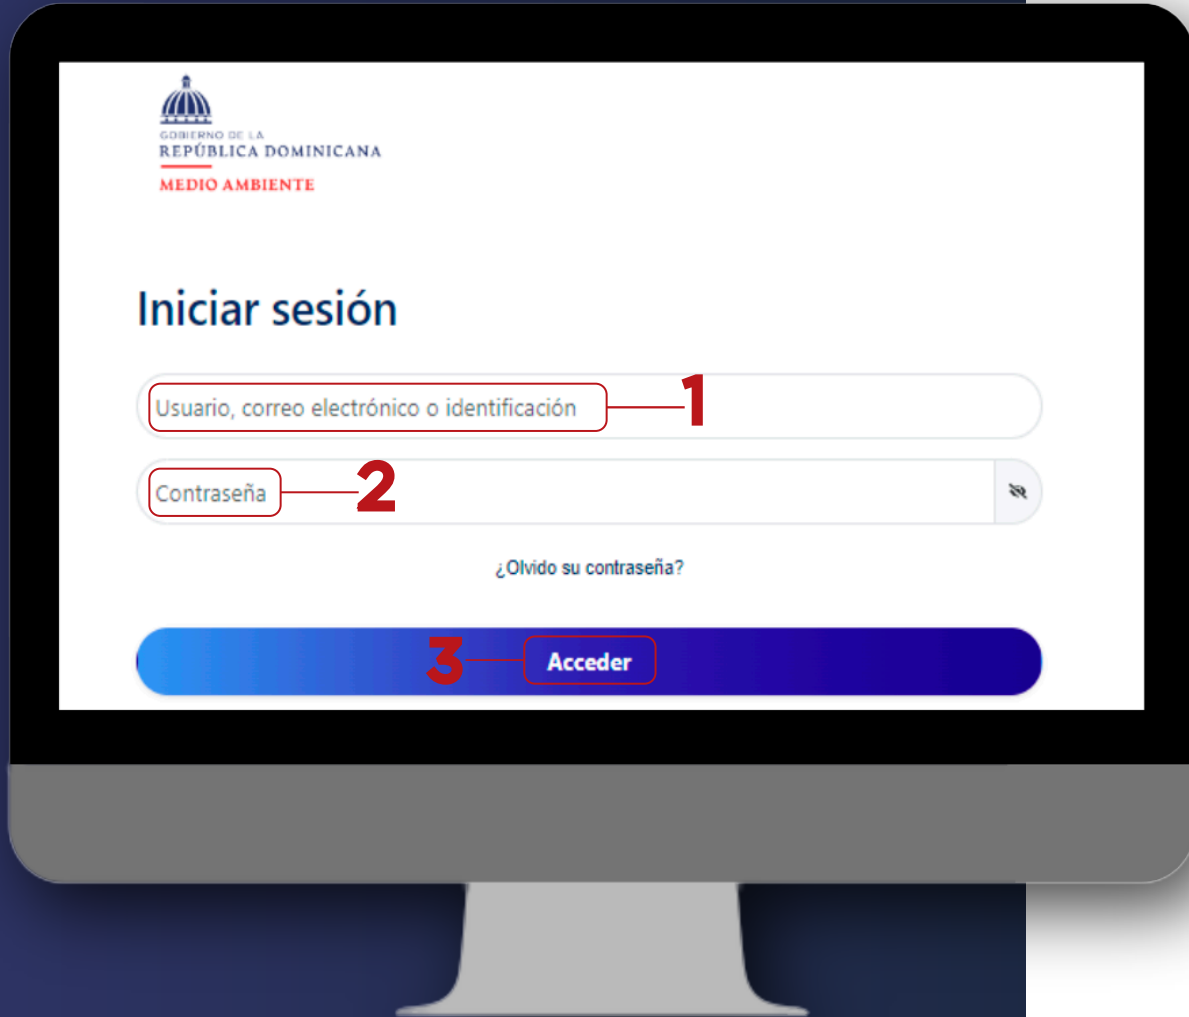 GOBIERNO DE LA
REPÚBLICA DOMINICANA
MEDIO AMBIENTE
Iniciar sesión
Usuario, correo electrónico o identificación 1
Contraseña 2
¿Olvido su contraseña?
3 Acceder